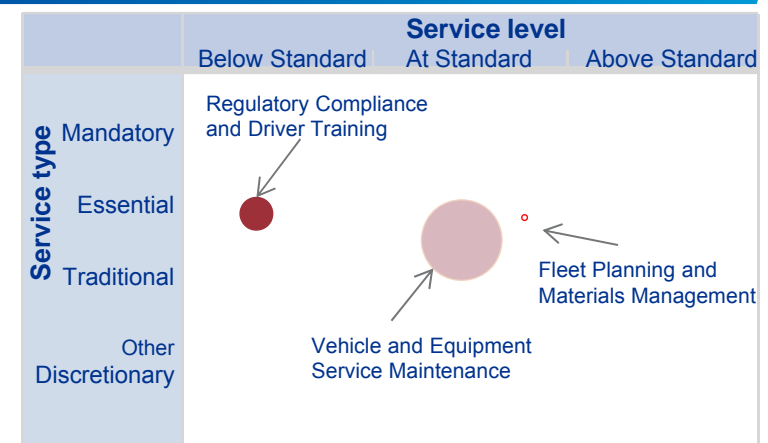 Service level
Below Standard
At Standard
Above Standard
Service type
Mandatory
Essential
Traditional
Other
Discretionary
Regulatory Compliance
and Driver Training
Fleet Planning and
Materials Management
Vehicle and Equipment
Service Maintenance